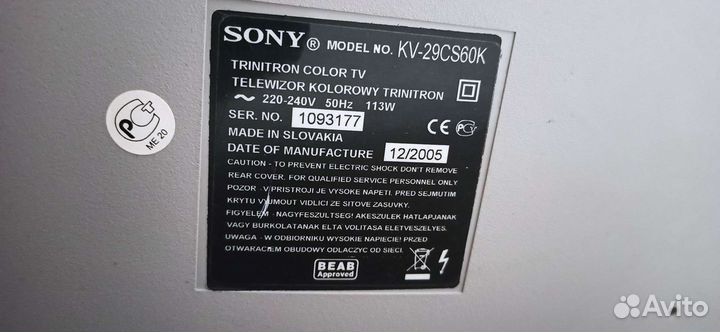 SONY® MODEL NO. KV-29CS60K
TRINITRON COLOR TV
TELEWIZOR KOLOROWY TRINITRON
220-240V 50Hz 113W
SER. NO. 1093177
MADE IN SLOVAKIA
DATE OF MANUFACTURE 12/2005
CAUTION - TO PREVENT ELECTRIC SHOCK DON'T REMOVE
REAR COVER. FOR QUALIFIED SERVICE PERSONNEL ONLY
POZOR - V PRISTROJI JE VYSOKE NAPETI. PRED SEJMUTIM
KRYTU VYJMOUT VIDLICI ZE SITOVE ZASUVKY.
FIGYELEM - NAGYFESZULTSEG! AKESZULEK HATLAPJANAK
VAGY BURKOLATANAK ELTA VOLITASA ELETVESZELYES.
UWAGA - W ODBIORNIKU WYSOKIE NAPIECIE! PRZED
OTWARCIEM OBUDOWY ODLACZYC OD SIECI.
BEAB
Approved
CE
PC
ME 20
Avito